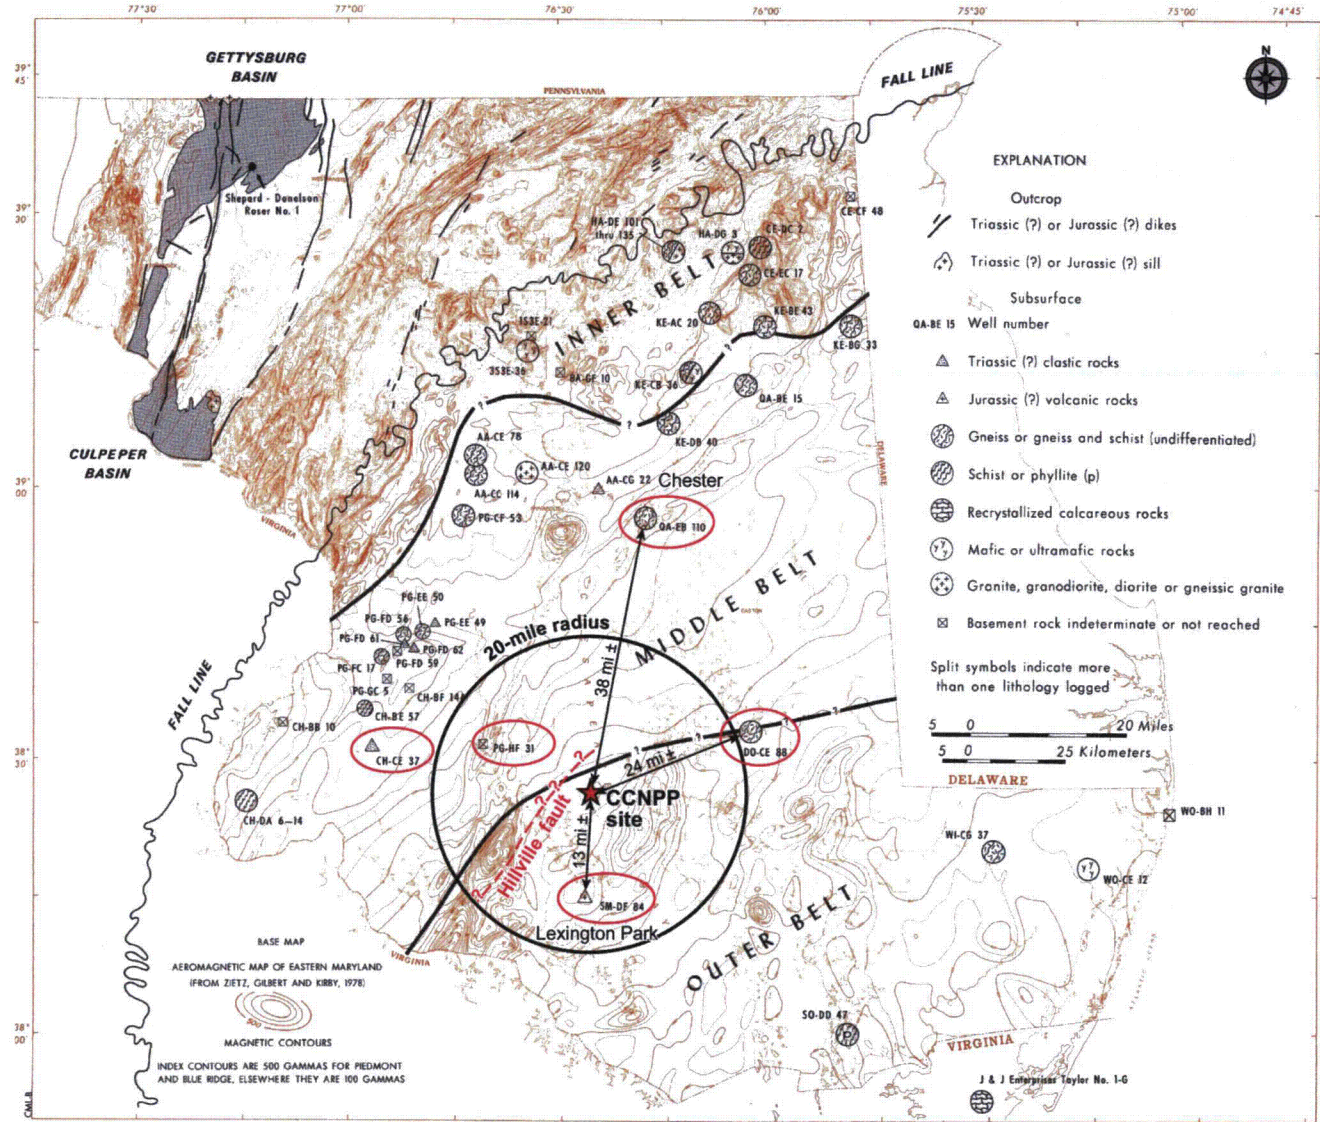 77°30'
77°00'
76°30'
76°00'
75°30'
75°00'
74°45'
39°
45'
GETTYSBURG
BASIN
FALL LINE
N
PENNSYLVANIA
EXPLANATION
Outcrop
Triassic (?) or Jurassic (?) dikes
Triassic (?) or Jurassic (?) sill
Subsurface
QA-BE 15 Well number
Triassic (?) clastic rocks
Jurassic (?) volcanic rocks
Gneiss or gneiss and schist (undifferentiated)
Schist or phyllite (p)
Recrystallized calcareous rocks
Mafic or ultramafic rocks
Granite, granodiorite, diorite or gneissic granite
Basement rock indeterminate or not reached
Split symbols indicate more
than one lithology logged
5 0 20 Miles
5 0 25 Kilometers
DELAWARE
Shepard - Donelson
Roser No. 1
39°
30'
CE-CF 48
HA-DE 101
thru 135
HA-DG 3
CE-DC 2
CE-EC 17
INNER BELT
KE-AC 20
KE-BE 43
KE-BG 33
1S3E-21
3S3E-36
BA-GF 10
KE-CB 36
QA-BE 15
KE-DB 40
?
?
?
CULPEPER
BASIN
AA-CE 78
AA-CE 120
AA-CC 114
AA-CG 22
Chester
PG-CF-53
QA-EB 110
DELAWARE
39°
00'
VIRGINIA
MIDDLE BELT
EASTON
PG-EE 50
PG-FD 56
PG-EE 49
PG-FD 61
PG-FD 62
PG-FC 17
PG-FD 59
PG-GC 5
CH-BF 144
CH-BB 10
CH-BE 57
CH-CE 37
PG-HF 31
20-mile radius
38 mi ±
FALL LINE
38°
30'
24 mi ±
DO-CE 88
? ? ? ?
CCNPP
site
Hillville fault
? ? ? ?
13 mi ±
CH-DA 6-14
SM-DF 84
Lexington Park
WO-BH 11
WI-CG 37
WO-CE 12
OUTER BELT
VIRGINIA
BASE MAP
AEROMAGNETIC MAP OF EASTERN MARYLAND
(FROM ZIETZ, GILBERT AND KIRBY, 1978)
500
MAGNETIC CONTOURS
INDEX CONTOURS ARE 500 GAMMAS FOR PIEDMONT
AND BLUE RIDGE, ELSEWHERE THEY ARE 100 GAMMAS
38°
00'
SO-DD 47
P
VIRGINIA
J & J Enterprises Taylor No. 1-G